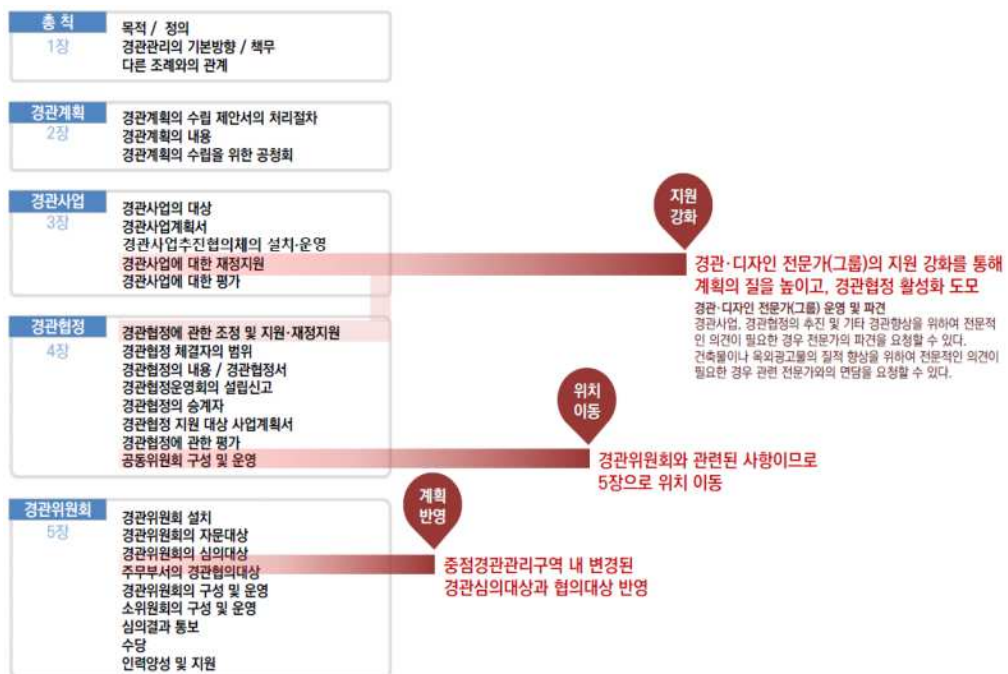 총 칙
1장
목적 / 정의
경관관리의 기본방향 / 책무
다른 조례와의 관계
경관계획
2장
경관계획의 수립 제안서의 처리절차
경관계획의 내용
경관계획의 수립을 위한 공청회
경관사업
3장
경관사업의 대상
경관사업계획서
경관사업추진협의체의 설치·운영
경관사업에 대한 재정지원
경관사업에 대한 평가
지원
강화
경관·디자인 전문가(그룹)의 지원 강화를 통해
계획의 질을 높이고, 경관협정 활성화 도모
경관·디자인 전문가(그룹) 운영 및 파견
경관사업, 경관협정의 추진 및 기타 경관향상을 위하여 전문적
인 의견이 필요한 경우 전문가의 파견을 요청할 수 있다.
건축물이나 옥외광고물의 질적 향상을 위하여 전문적인 의견이
필요한 경우 관련 전문가와의 면담을 요청할 수 있다.
경관협정
4장
경관협정에 관한 조정 및 지원·재정지원
경관협정 체결자의 범위
경관협정의 내용 / 경관협정서
경관협정운영회의 설립신고
경관협정의 승계자
경관협정 지원 대상 사업계획서
경관협정에 관한 평가
공동위원회 구성 및 운영
위치
이동
경관위원회와 관련된 사항이므로
5장으로 위치 이동
경관위원회
5장
경관위원회 설치
경관위원회의 자문대상
경관위원회의 심의대상
주무부서의 경관협의대상
경관위원회의 구성 및 운영
소위원회의 구성 및 운영
심의결과 통보
수당
인력양성 및 지원
계획
반영
중점경관관리구역 내 변경된
경관심의대상과 협의대상 반영